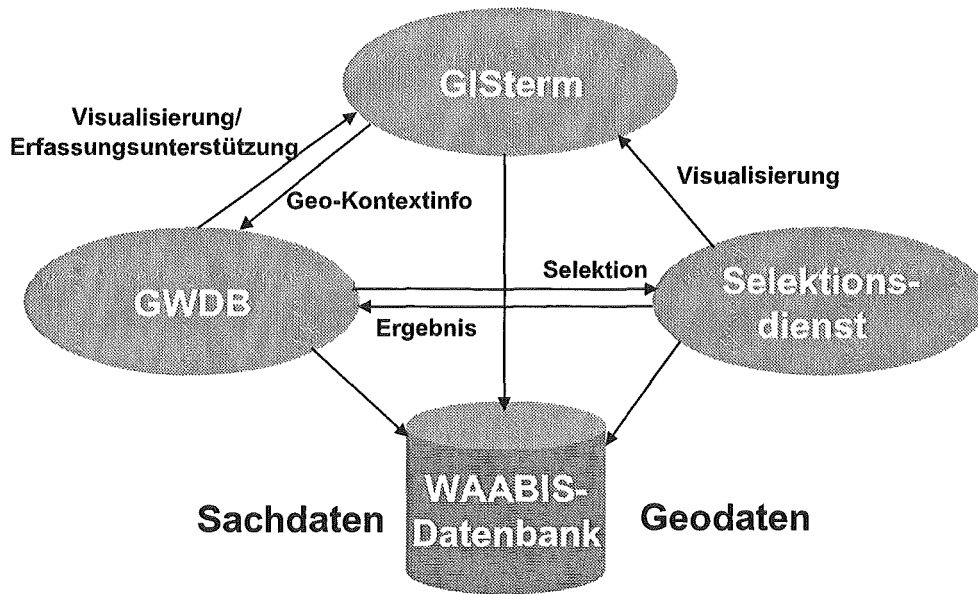 GISterm
Visualisierung/
Erfassungsunterstützung
Visualisierung
Geo-Kontextinfo
GWDB
Selektion
Ergebnis
Selektions-
dienst
WAABIS-
Datenbank
Sachdaten
Geodaten